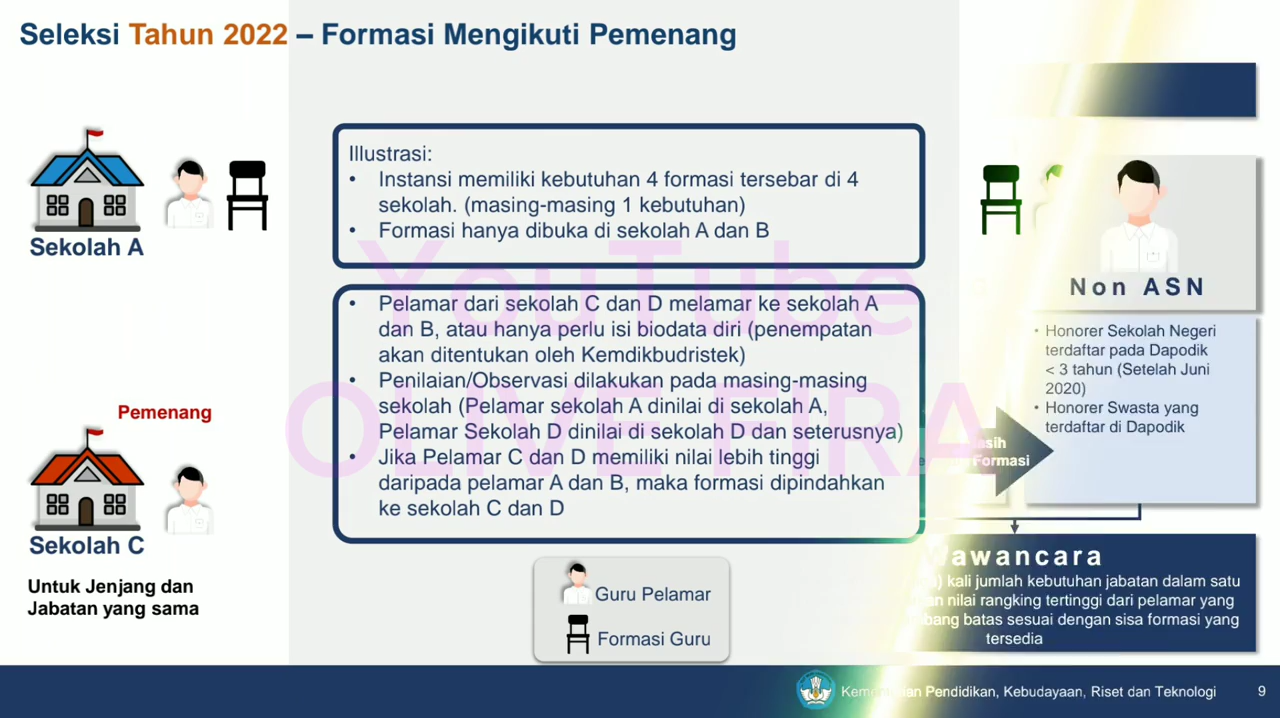 Seleksi Tahun 2022 – Formasi Mengikuti Pemenang
Illustrasi:
• Instansi memiliki kebutuhan 4 formasi tersebar di 4
sekolah. (masing-masing 1 kebutuhan)
• Formasi hanya dibuka di sekolah A dan B
Sekolah A
• Pelamar dari sekolah C dan D melamar ke sekolah A
dan B, atau hanya perlu isi biodata diri (penempatan
akan ditentukan oleh Kemdikbudristek)
• Penilaian/Observasi dilakukan pada masing-masing
sekolah (Pelamar sekolah A dinilai di sekolah A,
Pelamar Sekolah D dinilai di sekolah D dan seterusnya)
• Jika Pelamar C dan D memiliki nilai lebih tinggi
daripada pelamar A dan B, maka formasi dipindahkan
ke sekolah C dan D
YouTube
OLIVE FIRA
Pemenang
Sekolah C
Untuk Jenjang dan
Jabatan yang sama
Guru Pelamar
Formasi Guru
Non ASN
• Honorer Sekolah Negeri
terdaftar pada Dapodik
< 3 tahun (Setelah Juni
2020)
• Honorer Swasta yang
terdaftar di Dapodik
Formasi
Wawancara
kali jumlah kebutuhan jabatan dalam satu
nilai rangking tertinggi dari pelamar yang
batas sesuai dengan sisa formasi yang
tersedia
Kementerian Pendidikan, Kebudayaan, Riset dan Teknologi
9